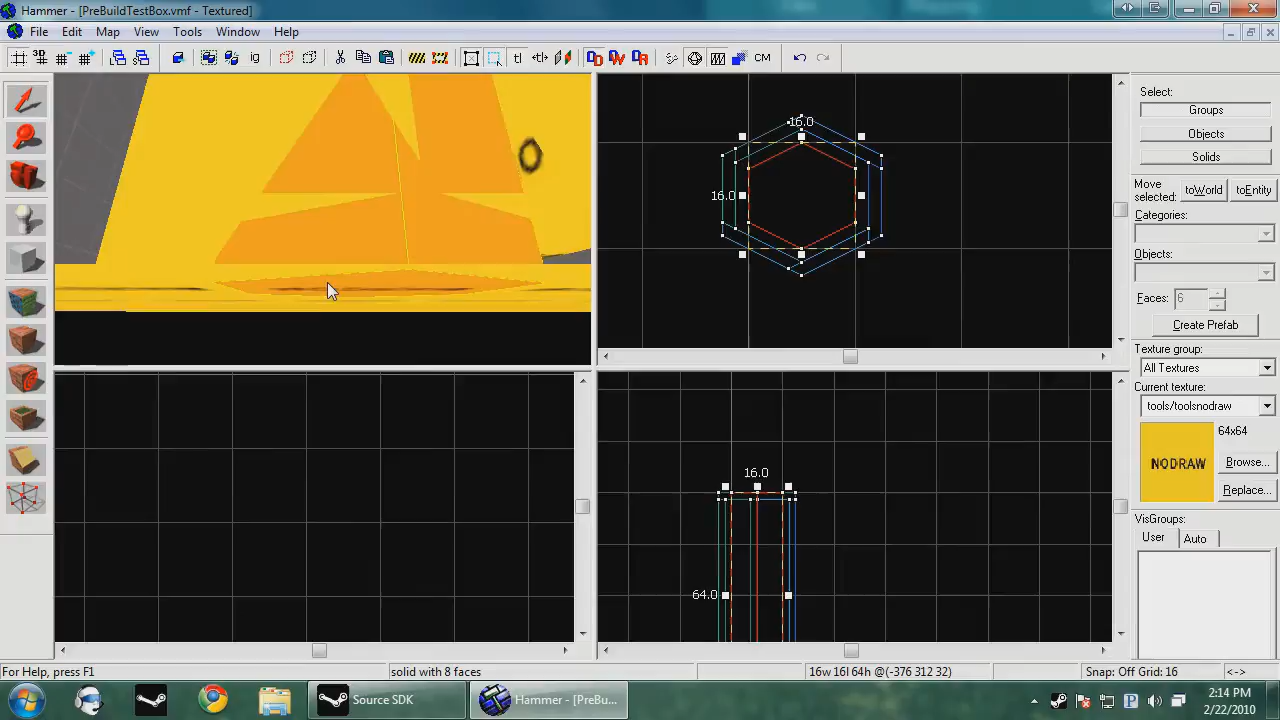 Hammer - [PreBuildTestBox.vmf - Textured]
File Edit Map View Tools Window Help
3D
ig
tl
CM
16.0
16.0
16.0
64.0
Select:
Groups
Objects
Solids
Move selected:
toWorld
toEntity
Categories:
Objects:
Faces:
Create Prefab
Texture group:
All Textures
Current texture:
tools/toolsnodraw
64x64
NODRAW
Browse...
Replace...
VisGroups:
User
Auto
For Help, press F1
solid with 8 faces
16w 16l 64h @(-376 312 32)
Snap: Off Grid: 16
<->
Source SDK
Hammer - [PreBu...
2:14 PM
2/22/2010